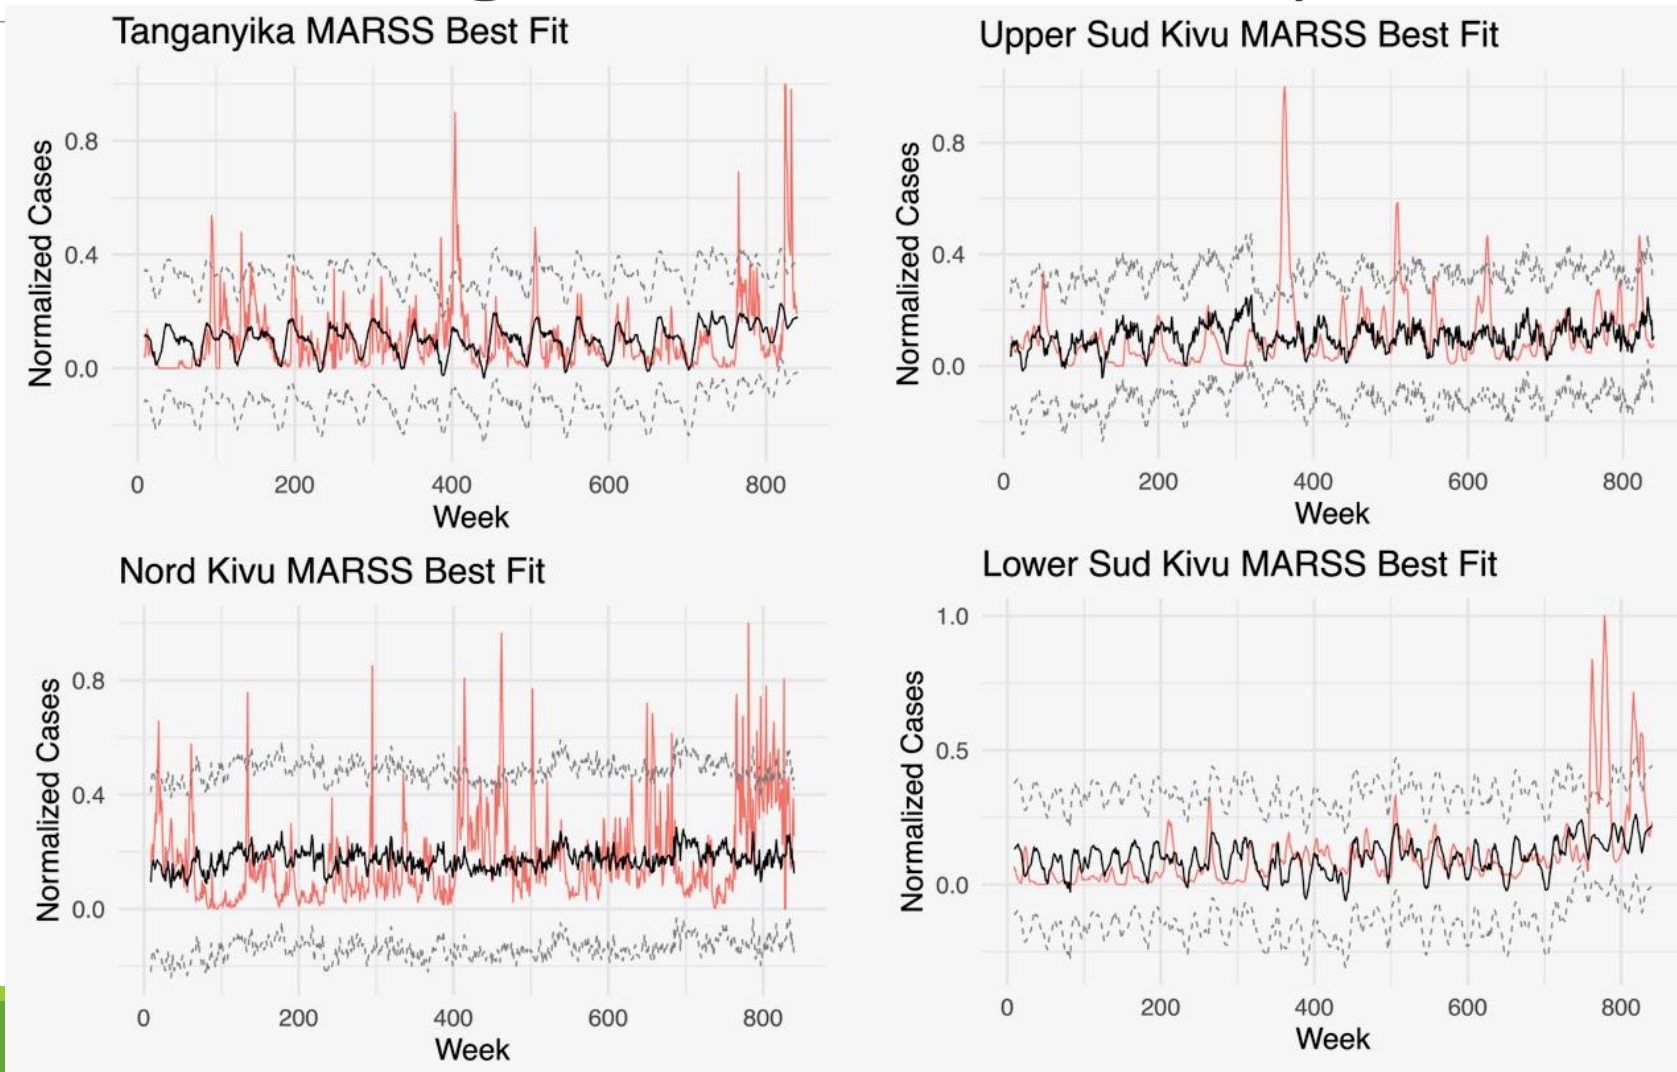 Tanganyika MARSS Best Fit
Normalized Cases
0.8
0.4
0.0
0 200 400 600 800
Week
Upper Sud Kivu MARSS Best Fit
Normalized Cases
0.8
0.4
0.0
0 200 400 600 800
Week
Nord Kivu MARSS Best Fit
Normalized Cases
0.8
0.4
0.0
0 200 400 600 800
Week
Lower Sud Kivu MARSS Best Fit
Normalized Cases
1.0
0.5
0.0
0 200 400 600 800
Week